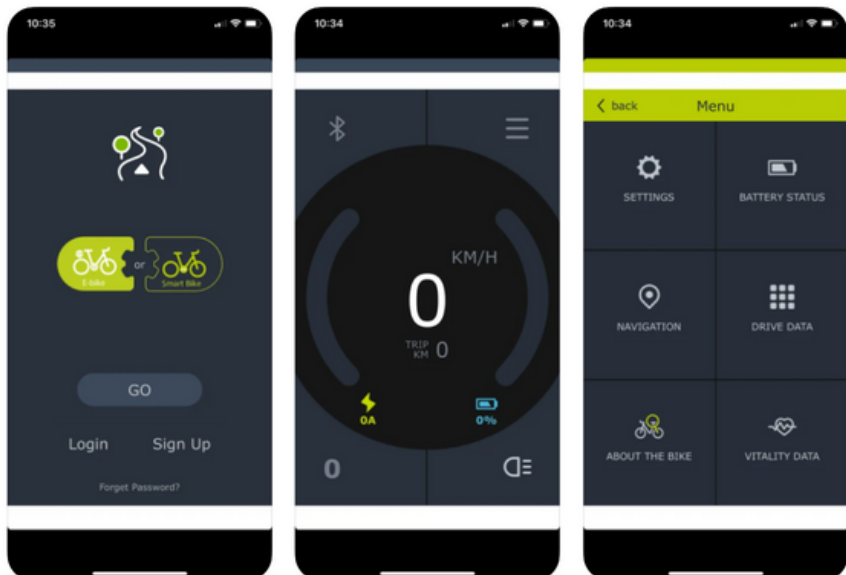 10:35
E-bike
or
Smart Bike
GO
Login Sign Up
Forget Password?
10:34
KM/H
0
TRIP
KM 0
0A
0%
0
10:34
back Menu
SETTINGS
BATTERY STATUS
NAVIGATION
DRIVE DATA
ABOUT THE BIKE
VITALITY DATA